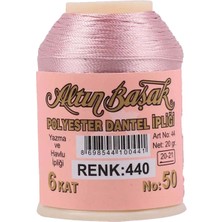 Altın Başak
POLYESTER DANTEL İPLİĞİ
Yazma
ve
Havlu
İpliği
8698544100441
Art No: 44
Net: 20 gr.
20-21
RENK:440
6 KAT
No: 50